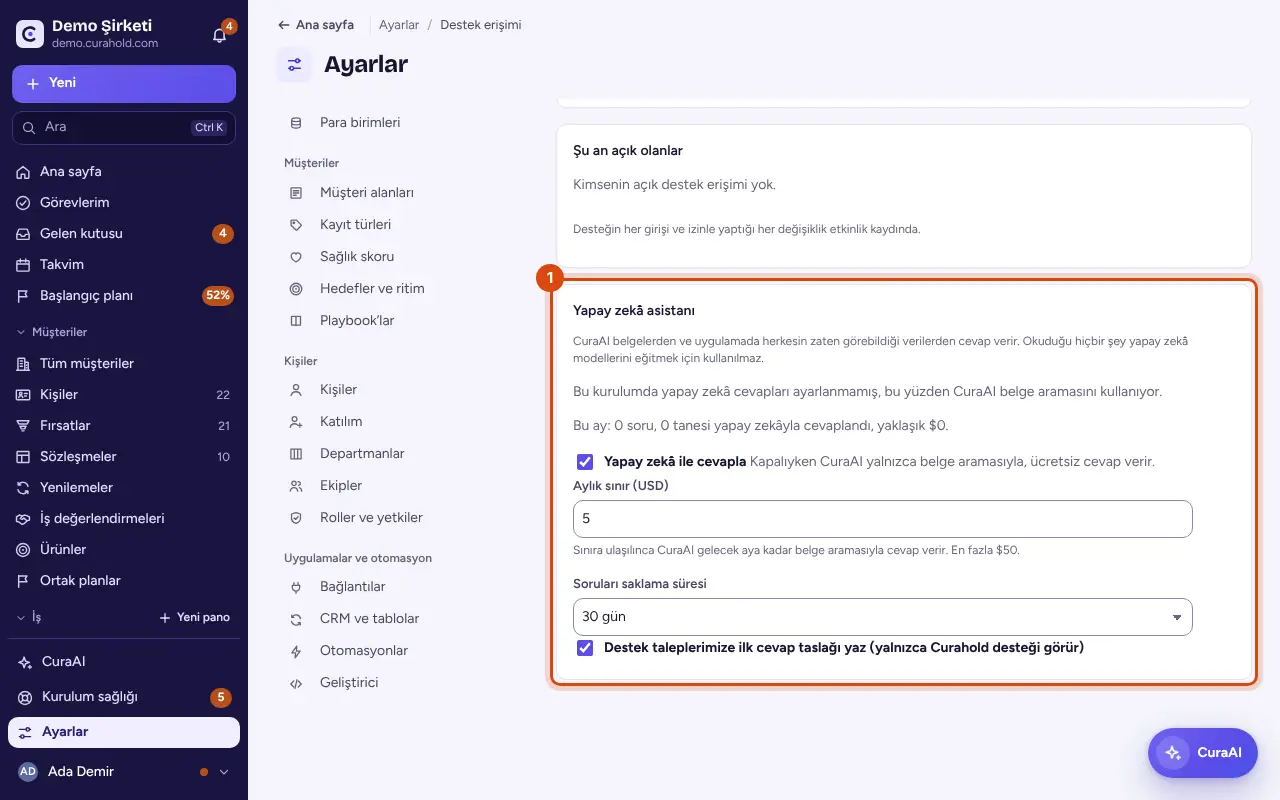 Demo Şirketi
demo.curahold.com
4
Yeni
Ara
Ctrl K
Ana sayfa
Görevlerim
Gelen kutusu
4
Takvim
Başlangıç planı
52%
Müşteriler
Tüm müşteriler
Kişiler
22
Fırsatlar
21
Sözleşmeler
10
Yenilemeler
İş değerlendirmeleri
Ürünler
Ortak planlar
İş
Yeni pano
CuraAI
Kurulum sağlığı
5
Ayarlar
AD
Ada Demir
Ana sayfa
Ayarlar / Destek erişimi
Ayarlar
Para birimleri
Müşteriler
Müşteri alanları
Kayıt türleri
Sağlık skoru
Hedefler ve ritim
Playbook'lar
Kişiler
Kişiler
Katılım
Departmanlar
Ekipler
Roller ve yetkiler
Uygulamalar ve otomasyon
Bağlantılar
CRM ve tablolar
Otomasyonlar
Geliştirici
Şu an açık olanlar
Kimsenin açık destek erişimi yok.
Desteğin her girişi ve izinle yaptığı her değişiklik etkinlik kaydında.
1
Yapay zekâ asistanı
CuraAI belgelerden ve uygulamada herkesin zaten görebildiği verilerden cevap verir. Okuduğu hiçbir şey yapay zekâ
modellerini eğitmek için kullanılmaz.
Bu kurulumda yapay zekâ cevapları ayarlanmamış, bu yüzden CuraAI belge aramasını kullanıyor.
Bu ay: 0 soru, 0 tanesi yapay zekâyla cevaplandı, yaklaşık $0.
Yapay zekâ ile cevapla Kapalıyken CuraAI yalnızca belge aramasıyla, ücretsiz cevap verir.
Aylık sınır (USD)
5
Sınıra ulaşılınca CuraAI gelecek aya kadar belge aramasıyla cevap verir. En fazla $50.
Soruları saklama süresi
30 gün
Destek taleplerimize ilk cevap taslağı yaz (yalnızca Curahold desteği görür)
CuraAI